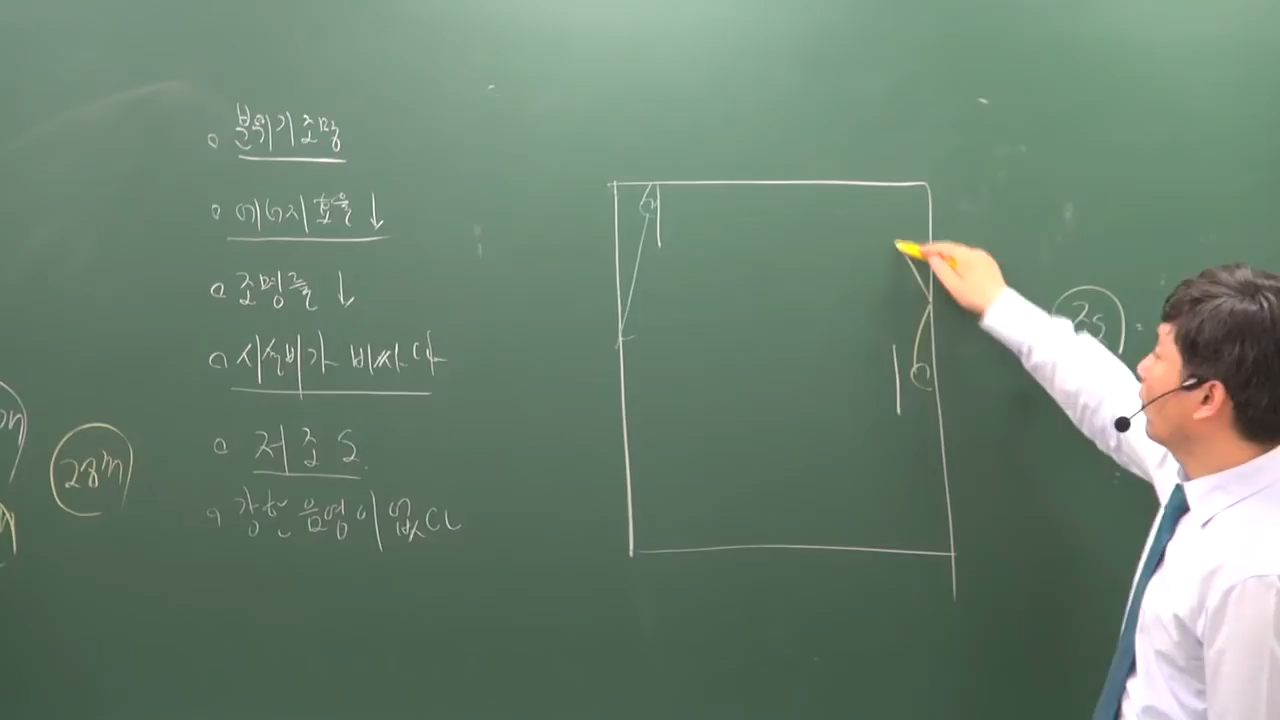 분위기조명
에너지 효율 ↓
조명률 ↓
시설비가 비싸다
저조도
강한 음영이 없다
28m
25 =